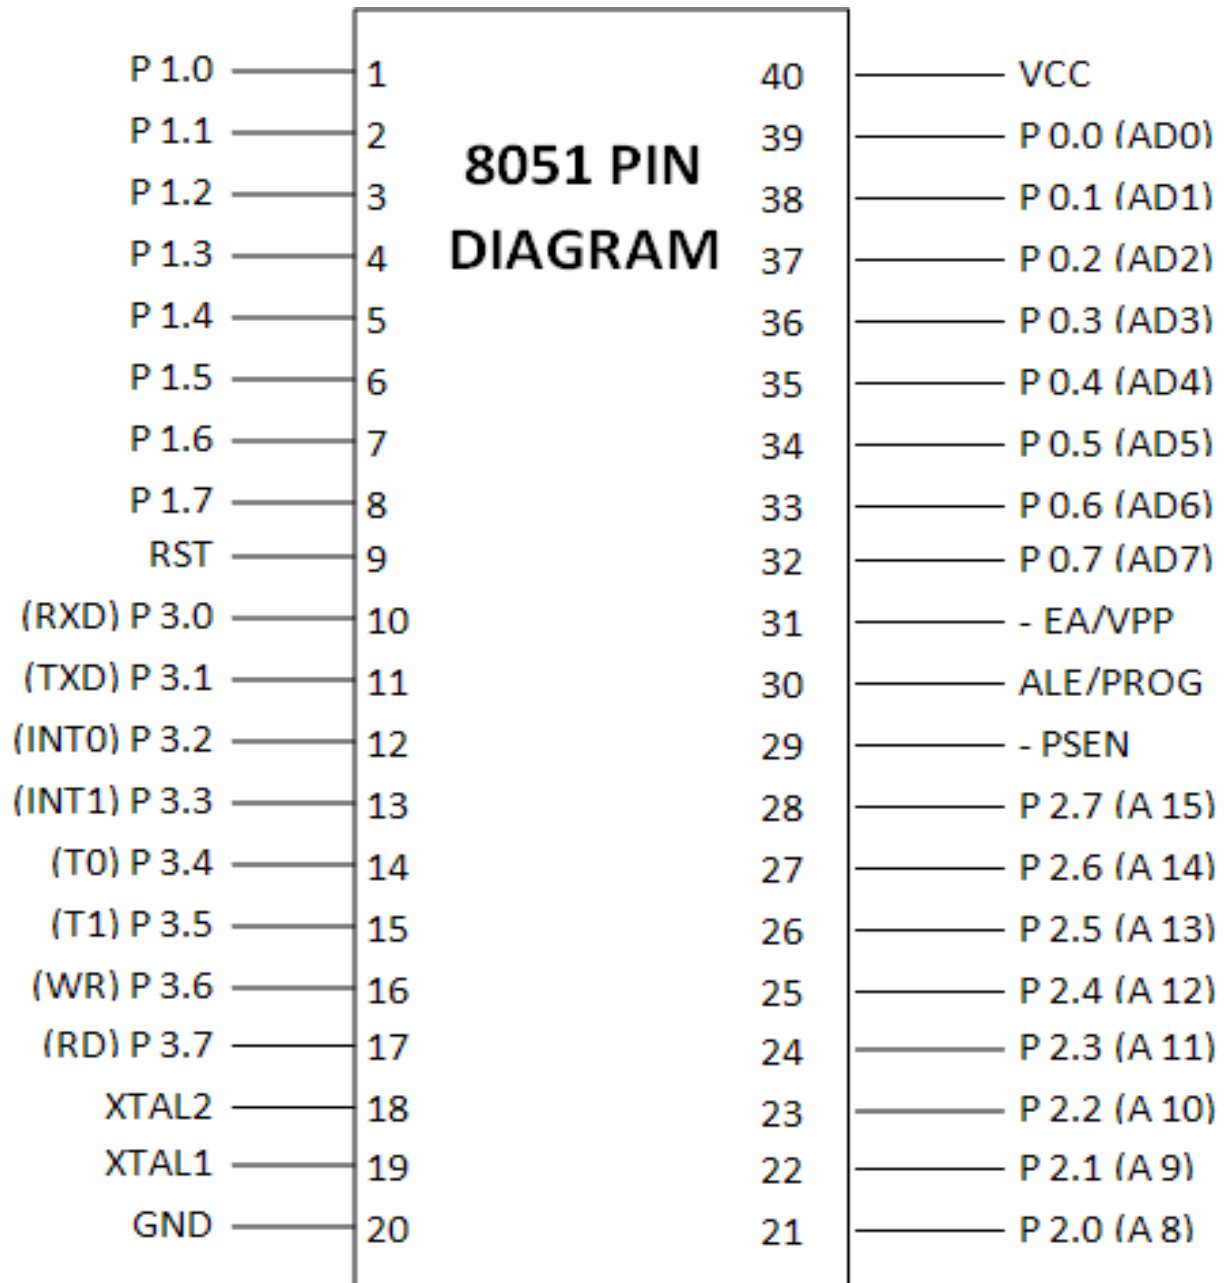 8051 PIN
DIAGRAM
P 1.0 1 40 VCC
P 1.1 2 39 P 0.0 (AD0)
P 1.2 3 38 P 0.1 (AD1)
P 1.3 4 37 P 0.2 (AD2)
P 1.4 5 36 P 0.3 (AD3)
P 1.5 6 35 P 0.4 (AD4)
P 1.6 7 34 P 0.5 (AD5)
P 1.7 8 33 P 0.6 (AD6)
RST 9 32 P 0.7 (AD7)
(RXD) P 3.0 10 31 - EA/VPP
(TXD) P 3.1 11 30 ALE/PROG
(INT0) P 3.2 12 29 - PSEN
(INT1) P 3.3 13 28 P 2.7 (A 15)
(T0) P 3.4 14 27 P 2.6 (A 14)
(T1) P 3.5 15 26 P 2.5 (A 13)
(WR) P 3.6 16 25 P 2.4 (A 12)
(RD) P 3.7 17 24 P 2.3 (A 11)
XTAL2 18 23 P 2.2 (A 10)
XTAL1 19 22 P 2.1 (A 9)
GND 20 21 P 2.0 (A 8)